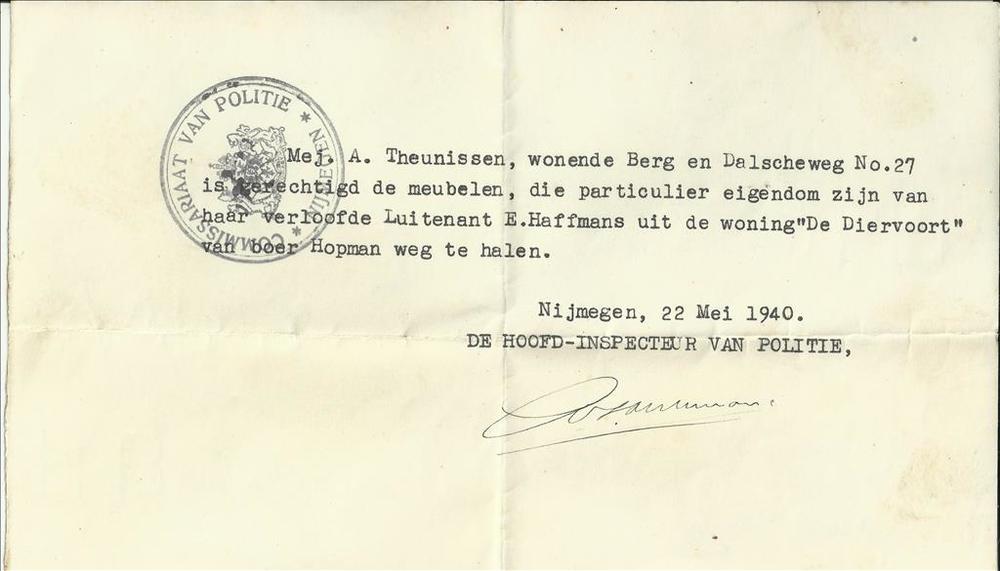 COMMISSARIAAT VAN POLITIE * NIJMEGEN *
Mej. A. Theunissen, wonende Berg en Dalscheweg No.27
is gerechtigd de meubelen, die particulier eigendom zijn van
haar verloofde Luitenant E.Haffmans uit de woning"De Diervoort"
van boer Hopman weg te halen.
Nijmegen, 22 Mei 1940.
DE HOOFD-INSPECTEUR VAN POLITIE,